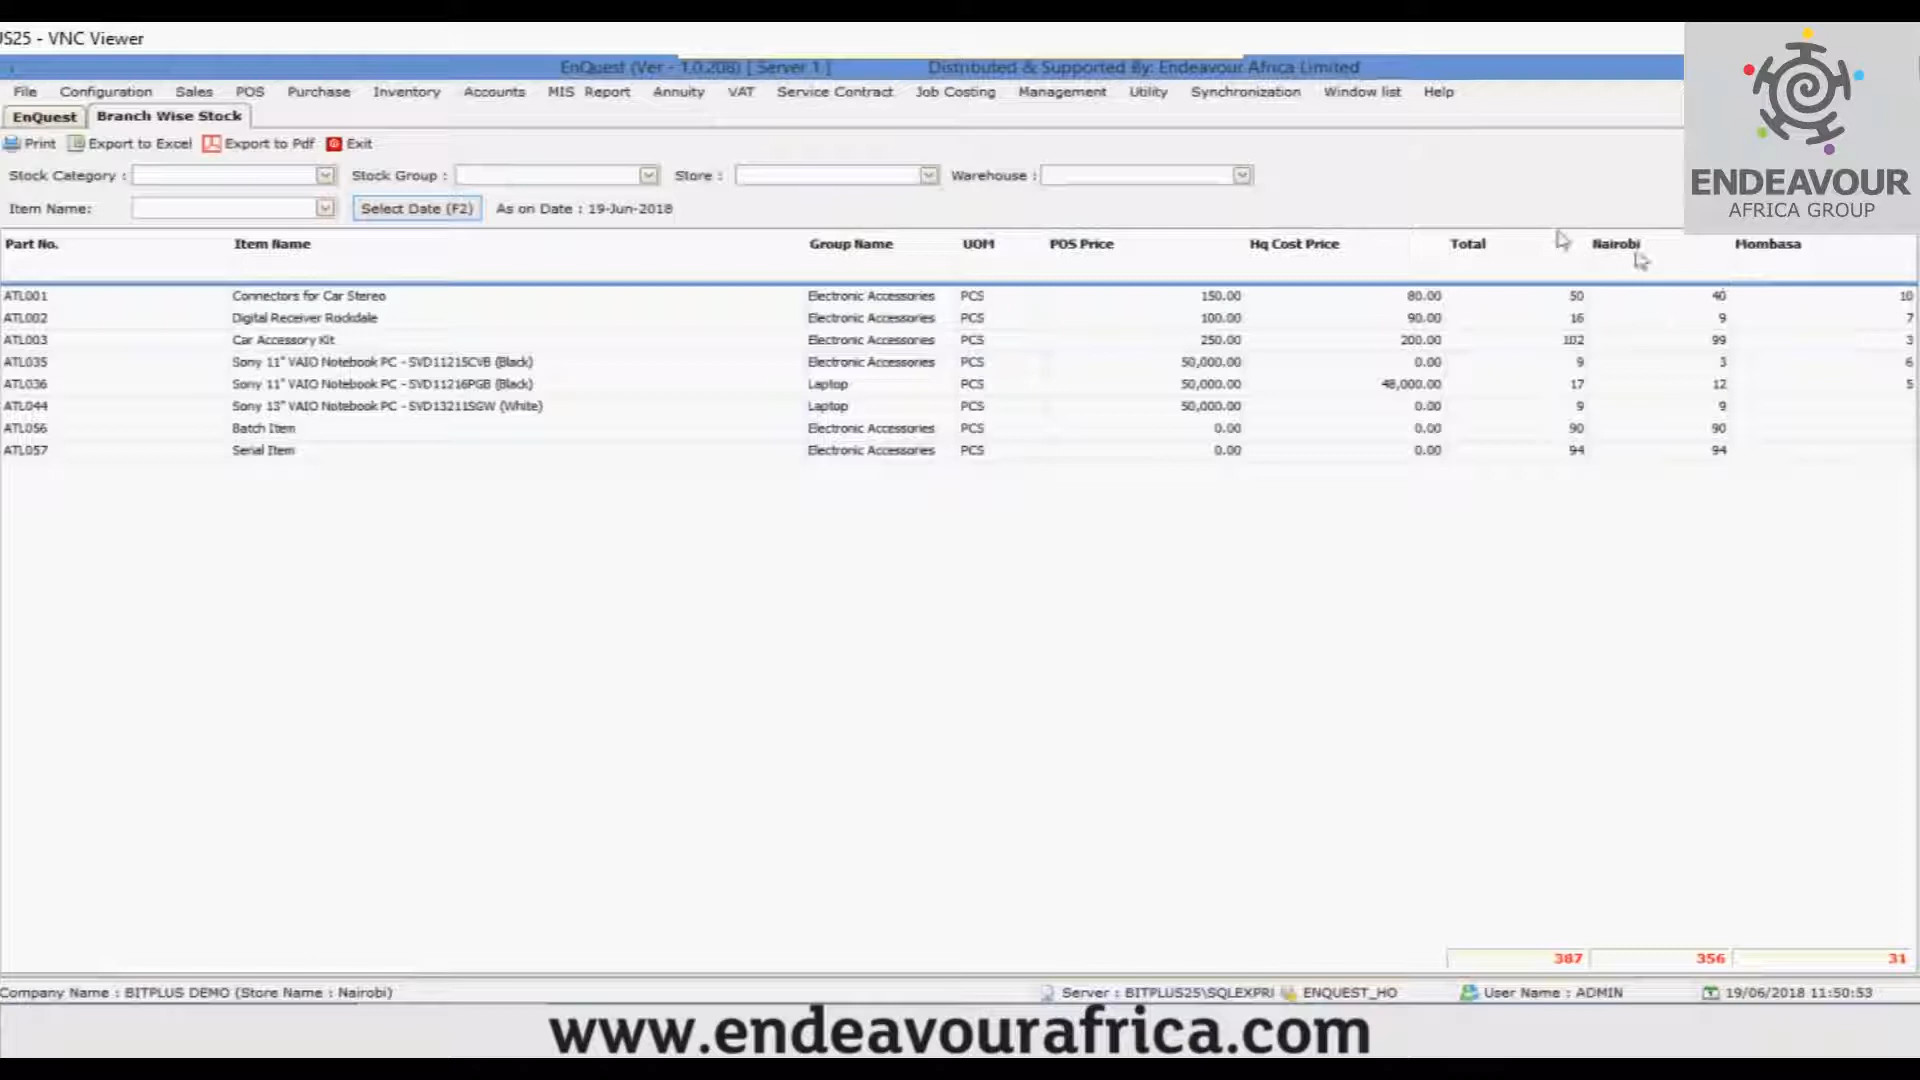 US25 - VNC Viewer
EnQuest (Ver - 1.0.208) [ Server 1 ] Distributed & Supported By: Endeavour Africa Limited
File Configuration Sales POS Purchase Inventory Accounts MIS Report Annuity VAT Service Contract Job Costing Management Utility Synchronization Window list Help
EnQuest Branch Wise Stock
Print Export to Excel Export to Pdf Exit
Stock Category : Stock Group : Store : Warehouse :
ENDEAVOUR
AFRICA GROUP
Item Name: Select Date (F2) As on Date : 19-Jun-2018
Part No. Item Name Group Name UOM POS Price Hq Cost Price Total Nairobi Mombasa
ATL001 Connectors for Car Stereo Electronic Accessories PCS 150.00 80.00 50 40 10
ATL002 Digital Receiver Rockdale Electronic Accessories PCS 100.00 90.00 16 9 7
ATL003 Car Accessory Kit Electronic Accessories PCS 250.00 200.00 102 99 3
ATL035 Sony 11" VAIO Notebook PC - SVD11215CVB (Black) Electronic Accessories PCS 50,000.00 0.00 9 3 6
ATL036 Sony 11" VAIO Notebook PC - SVD11216PGB (Black) Laptop PCS 50,000.00 48,000.00 17 12 5
ATL044 Sony 13" VAIO Notebook PC - SVD13211SGW (White) Laptop PCS 50,000.00 0.00 9 9
ATL056 Batch Item Electronic Accessories PCS 0.00 0.00 90 90
ATL057 Serial Item Electronic Accessories PCS 0.00 0.00 94 94
387 356 31
Company Name : BITPLUS DEMO (Store Name : Nairobi) Server : BITPLUS25\SQLEXPRI ENQUEST_HO User Name : ADMIN 19/06/2018 11:50:53
www.endeavourafrica.com